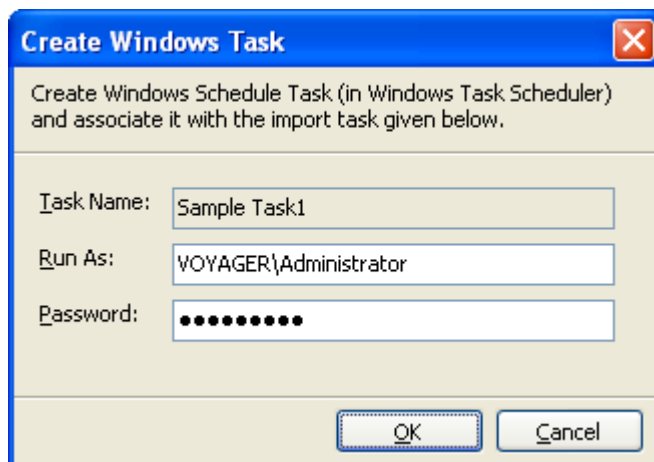 Create Windows Task
Create Windows Schedule Task (in Windows Task Scheduler)
and associate it with the import task given below.
Task Name: Sample Task1
Run As: VOYAGER\Administrator
Password: ●●●●●●●●●
OK Cancel